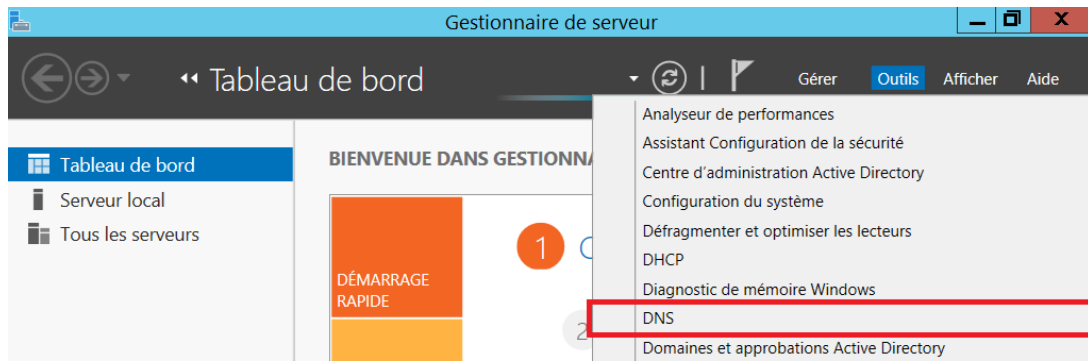 Gestionnaire de serveur
Tableau de bord
Gérer Outils Afficher Aide
Tableau de bord
Serveur local
Tous les serveurs
BIENVENUE DANS
DÉMARRAGE
RAPIDE
1
2
Analyseur de performances
Assistant Configuration de la sécurité
Centre d'administration Active Directory
Configuration du système
Défragmenter et optimiser les lecteurs
DHCP
Diagnostic de mémoire Windows
DNS
Domaines et approbations Active Directory